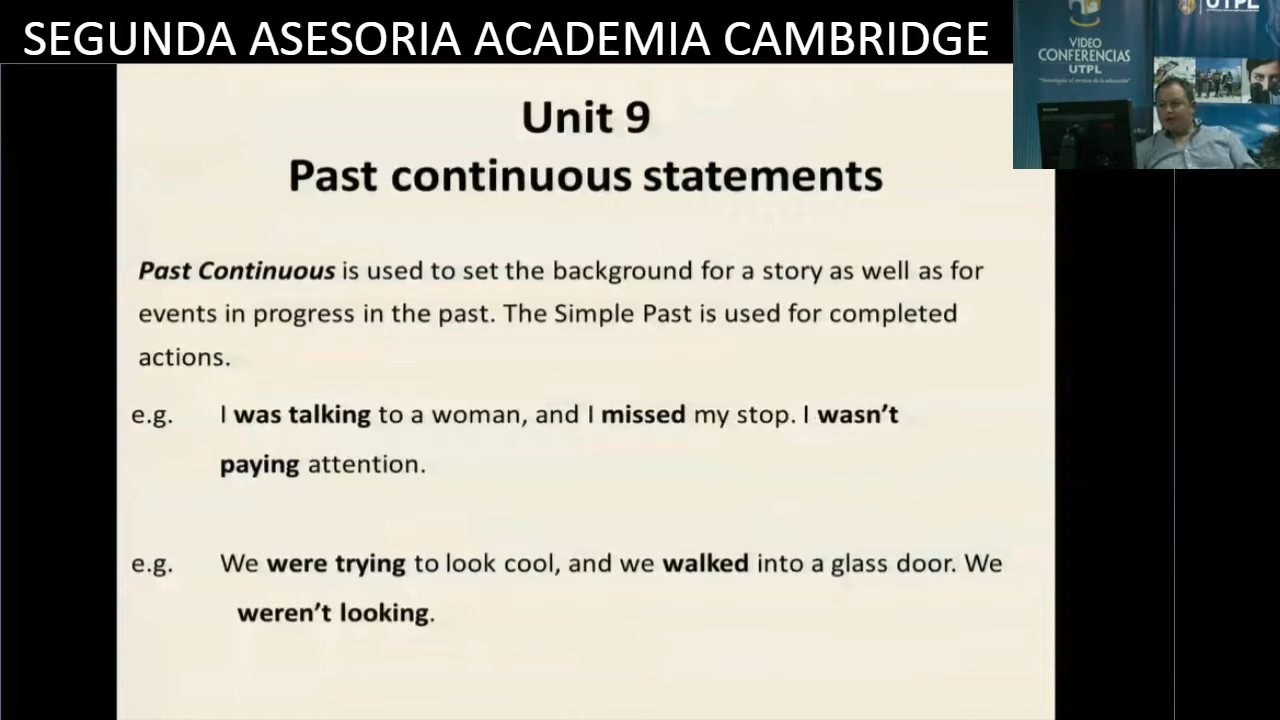 SEGUNDA ASESORIA ACADEMIA CAMBRIDGE
UTPL
VIDEO
CONFERENCIAS
UTPL
Unit 9
Past continuous statements
Past Continuous is used to set the background for a story as well as for
events in progress in the past. The Simple Past is used for completed
actions.
e.g. I was talking to a woman, and I missed my stop. I wasn't
paying attention.
e.g. We were trying to look cool, and we walked into a glass door. We
weren't looking.